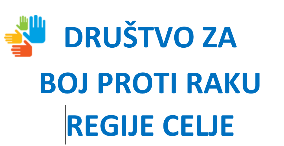 DRUŠTVO ZA
BOJ PROTI RAKU
REGIJE CELJE